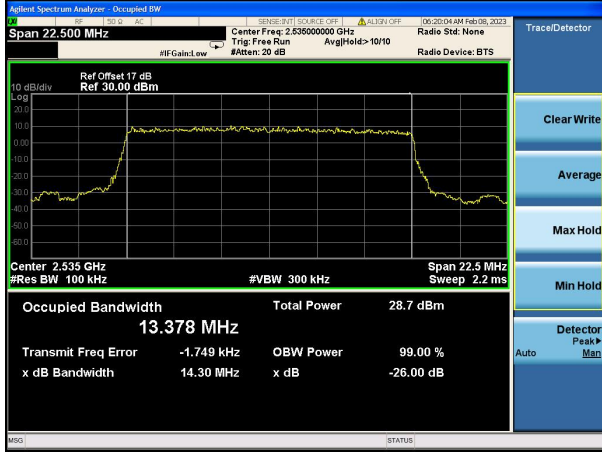 Agilent Spectrum Analyzer - Occupied BW
RF 50 Ω AC SENSE:INT SOURCE OFF ALIGN OFF 06:20:04 AM Feb 08, 2023
Span 22.500 MHz Center Freq: 2.535000000 GHz Radio Std: None
Trig: Free Run Avg|Hold:> 10/10
#IFGain:Low #Atten: 20 dB Radio Device: BTS
Trace/Detector
Ref Offset 17 dB
10 dB/div Ref 30.00 dBm
Log
20.0
10.0
0.00
-10.0
-20.0
-30.0
-40.0
-50.0
-60.0
Clear Write
Average
Max Hold
Min Hold
Detector
Peak▶
Auto Man
Center 2.535 GHz Span 22.5 MHz
#Res BW 100 kHz #VBW 300 kHz Sweep 2.2 ms
Occupied Bandwidth Total Power 28.7 dBm
13.378 MHz
Transmit Freq Error -1.749 kHz OBW Power 99.00 %
x dB Bandwidth 14.30 MHz x dB -26.00 dB
MSG STATUS